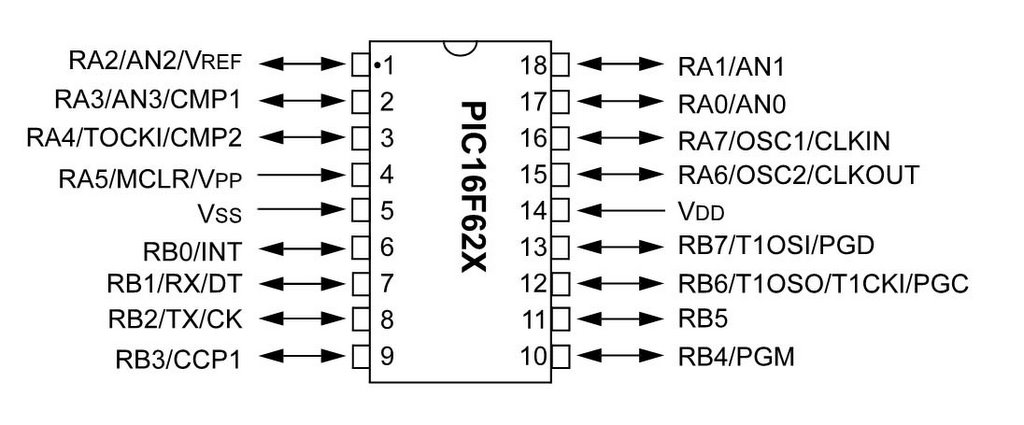 RA2/AN2/VREF 1 18 RA1/AN1
RA3/AN3/CMP1 2 17 RA0/AN0
RA4/TOCKI/CMP2 3 16 RA7/OSC1/CLKIN
RA5/MCLR/VPP 4 15 RA6/OSC2/CLKOUT
VSS 5 14 VDD
RB0/INT 6 13 RB7/T1OSI/PGD
RB1/RX/DT 7 12 RB6/T1OSO/T1CKI/PGC
RB2/TX/CK 8 11 RB5
RB3/CCP1 9 10 RB4/PGM
PIC16F62X